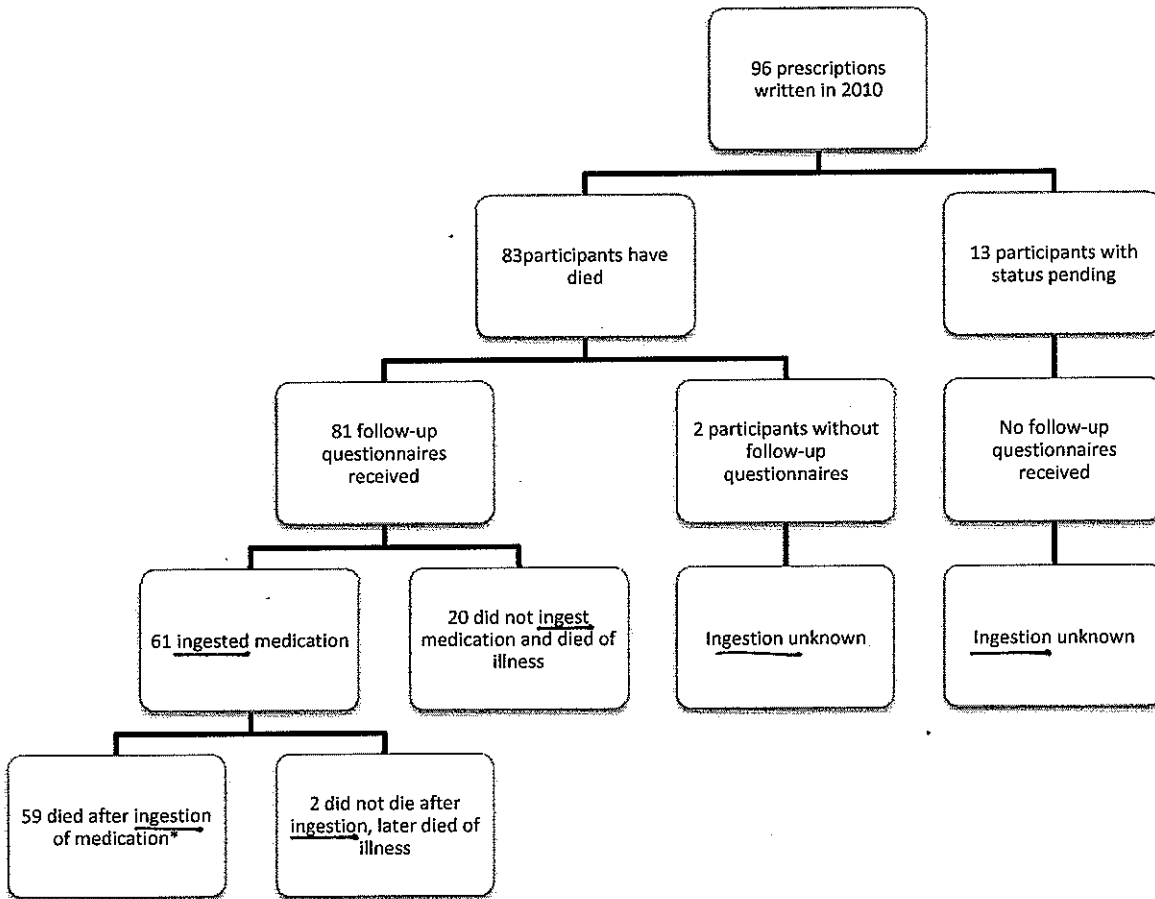 96 prescriptions
written in 2010
83participants have
died
13 participants with
status pending
81 follow-up
questionnaires
received
2 participants without
follow-up
questionnaires
No follow-up
questionnaires
received
61 ingested medication
20 did not ingest
medication and died of
illness
Ingestion unknown
Ingestion unknown
59 died after ingestion
of medication*
2 did not die after
ingestion, later died of
illness